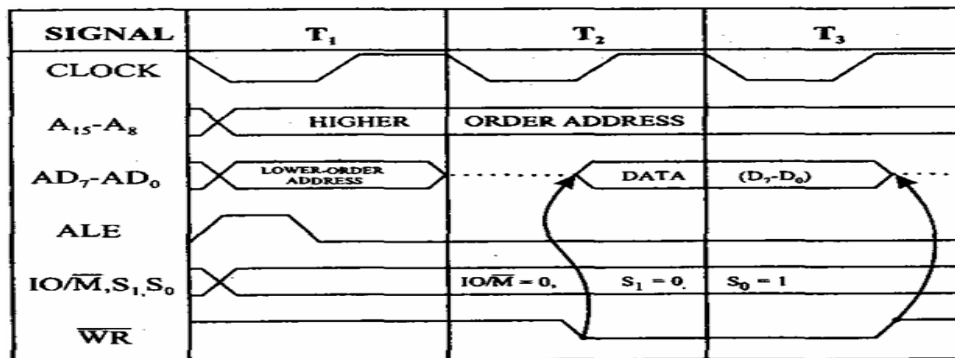 SIGNAL T₁ T₂ T₃
CLOCK
A₁₅-A₈ HIGHER ORDER ADDRESS
AD₇-AD₀ LOWER-ORDER ADDRESS DATA (D₇-D₀)
ALE
IO/M̅,S₁,S₀ IO/M̅ = 0, S₁ = 0. S₀ = 1
W̅R̅